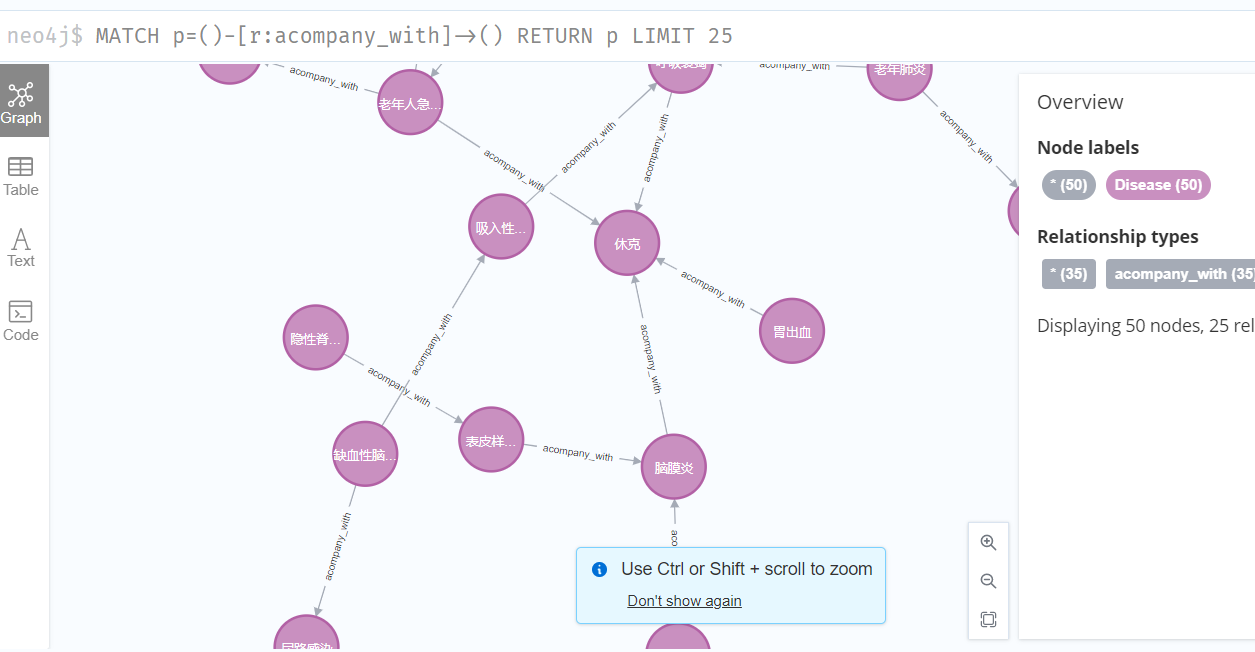 neo4j$ MATCH p=()-[r:acompany_with]->() RETURN p LIMIT 25
Graph
Table
Text
Code
acompany_with
acompany_with
老年肺炎
老年人急...
acompany_with
acompany_with
acompany_with
acompany_with
吸入性...
休克
acompany_with
胃出血
隐性脊...
acompany_with
acompany_with
acompany_with
缺血性脑...
表皮样...
acompany_with
脑膜炎
acompany_with
aco
Use Ctrl or Shift + scroll to zoom
Don't show again
Overview
Node labels
* (50)
Disease (50)
Relationship types
* (35)
acompany_with (35)
Displaying 50 nodes, 25 rel